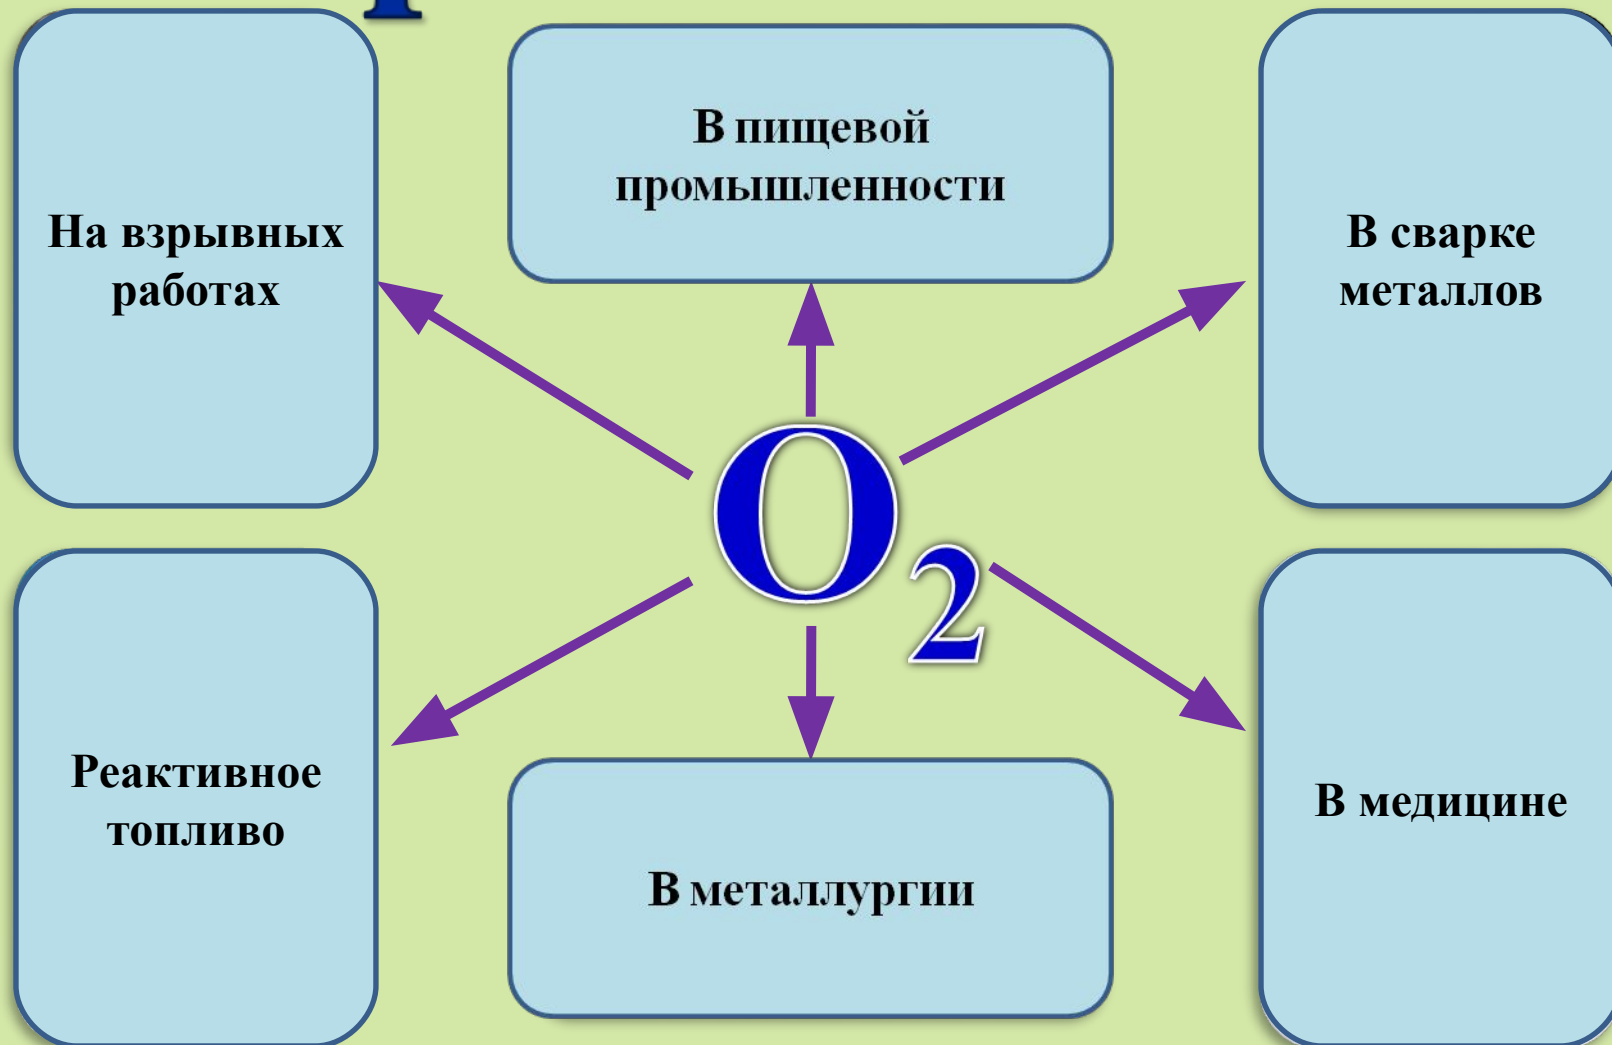 На взрывных
работах
В пищевой
промышленности
В сварке
металлов
O₂
Реактивное
топливо
В металлургии
В медицине